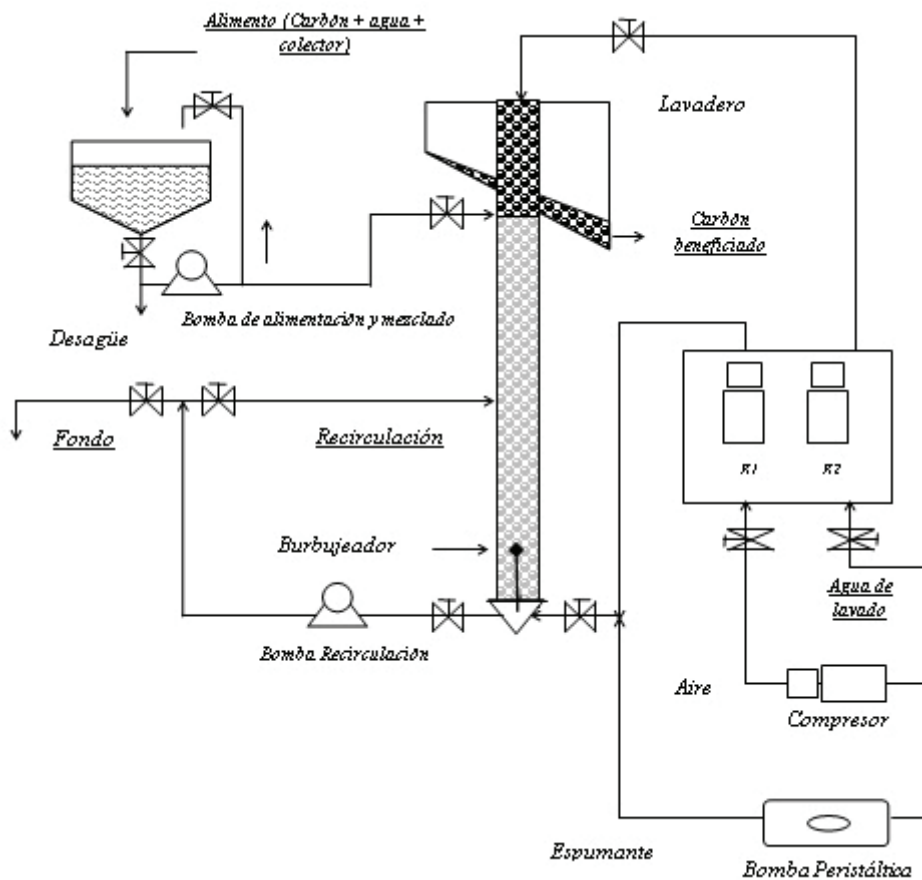 Alimento (Carbón + agua +
colector)
Lavadero
Carbón
beneficiado
Bomba de alimentación y mezclado
Desagüe
Fondo
Recirculación
R1
R2
Burbujeador
Agua de
lavado
Bomba Recirculación
Aire
Compresor
Espumante
Bomba Peristáltica